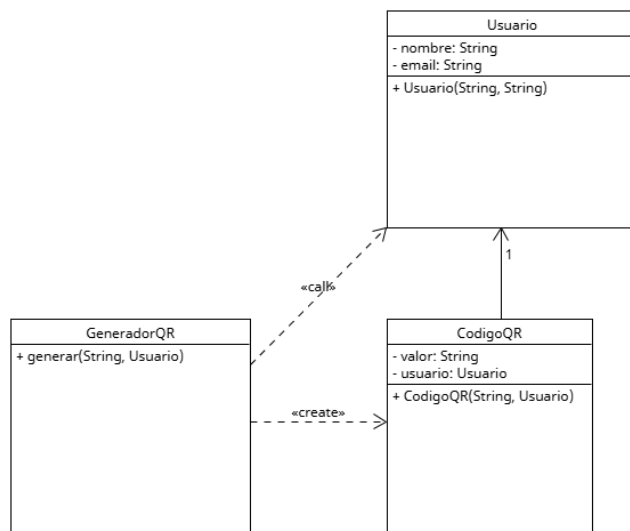 Usuario
- nombre: String
- email: String
+ Usuario(String, String)
«call»
1
GeneradorQR
+ generar(String, Usuario)
CodigoQR
- valor: String
- usuario: Usuario
+ CodigoQR(String, Usuario)
«create»